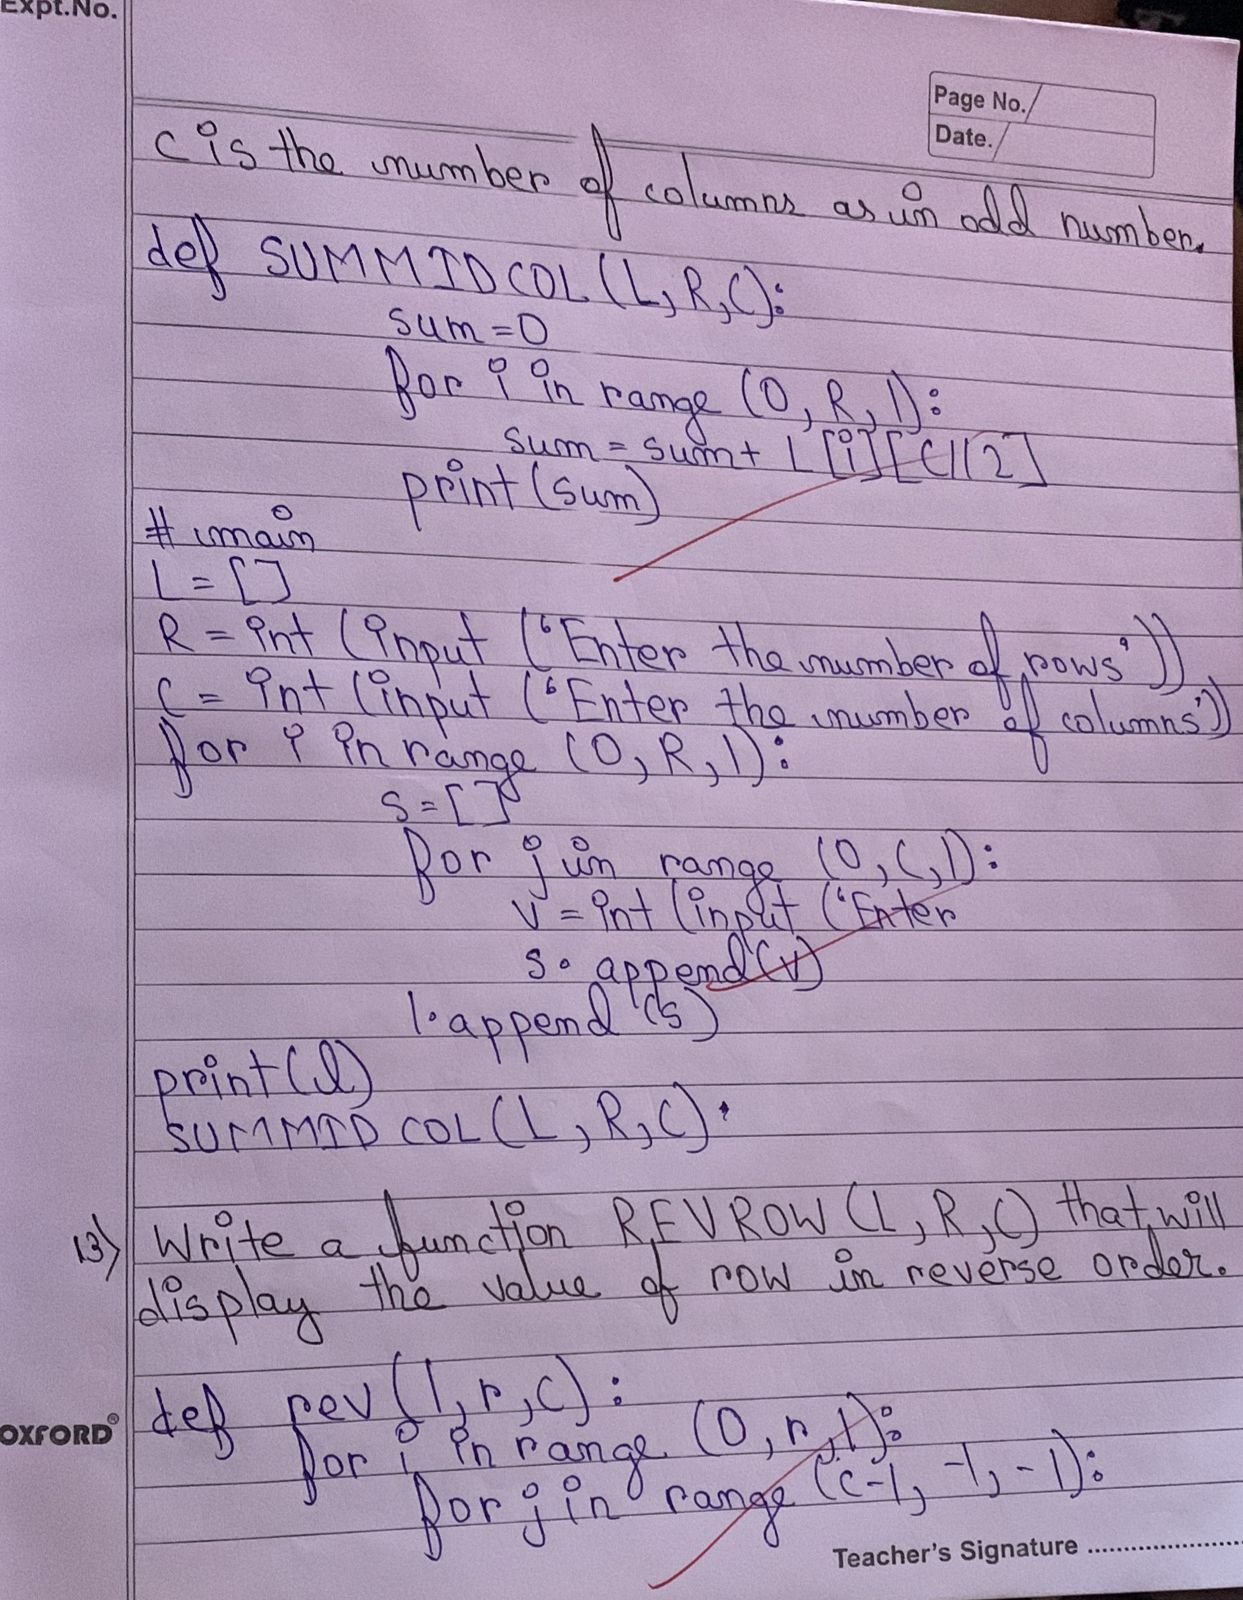 Expt.No.
Page No.
Date.
C is the number of columns as in odd number.
def SUMMIDCOL (L, R, C):
sum = 0
for i in range (0, R, 1):
sum = sum + L [i][C//2]
print (sum)
# main
L = []
R = int (input ('Enter the number of rows'))
C = int (input ('Enter the number of columns'))
for i in range (0, R, 1):
s = []
for j in range (0, C, 1):
v = int (input ('Enter
s. append (v)
l. append (s)
print (l)
SUMMID COL (L, R, C).
13) Write a function REVROW (L, R, C) that will
display the value of row in reverse order.
def rev (l, r, c):
for i in range (0, r, 1):
for j in range (c-1, -1, -1):
OXFORD®
Teacher's Signature ........................